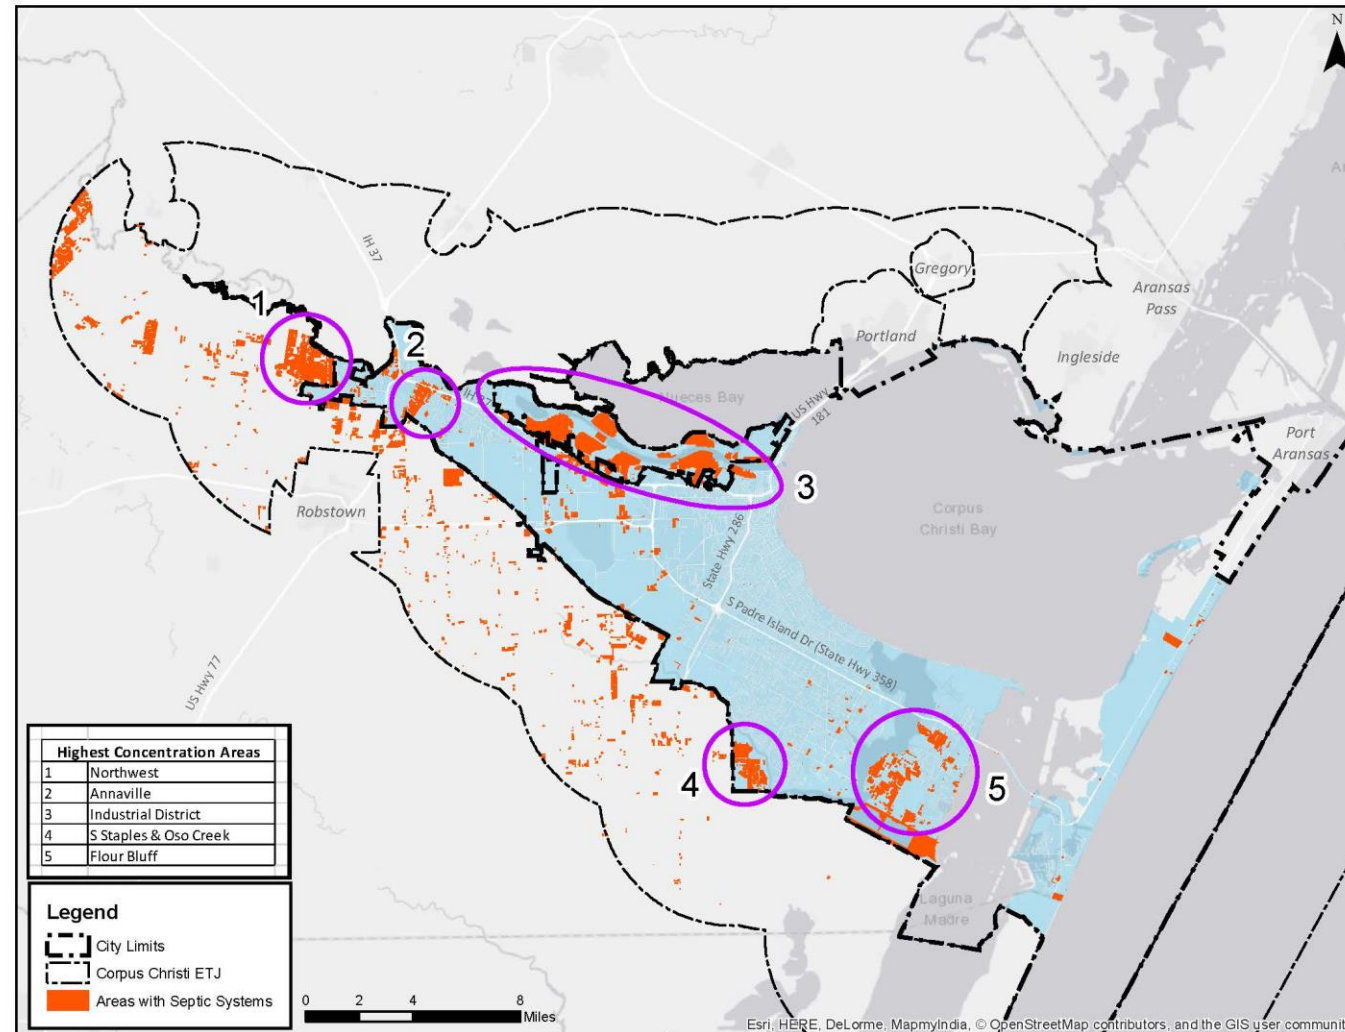 N
IH 37
Gregory
Aransas
Pass
Portland
Ingleside
1
2
IH 37
Nueces Bay
US Hwy
181
Port
Aransas
3
Robstown
Corpus
Christi Bay
State Hwy 286
S Padre Island Dr (State Hwy 358)
US Hwy 77
4
5
Laguna
Madre
Highest Concentration Areas
1 Northwest
2 Annaville
3 Industrial District
4 S Staples & Oso Creek
5 Flour Bluff
Legend
City Limits
Corpus Christi ETJ
Areas with Septic Systems
0 2 4 8
Miles
Esri, HERE, DeLorme, MapmyIndia, © OpenStreetMap contributors, and the GIS user communit